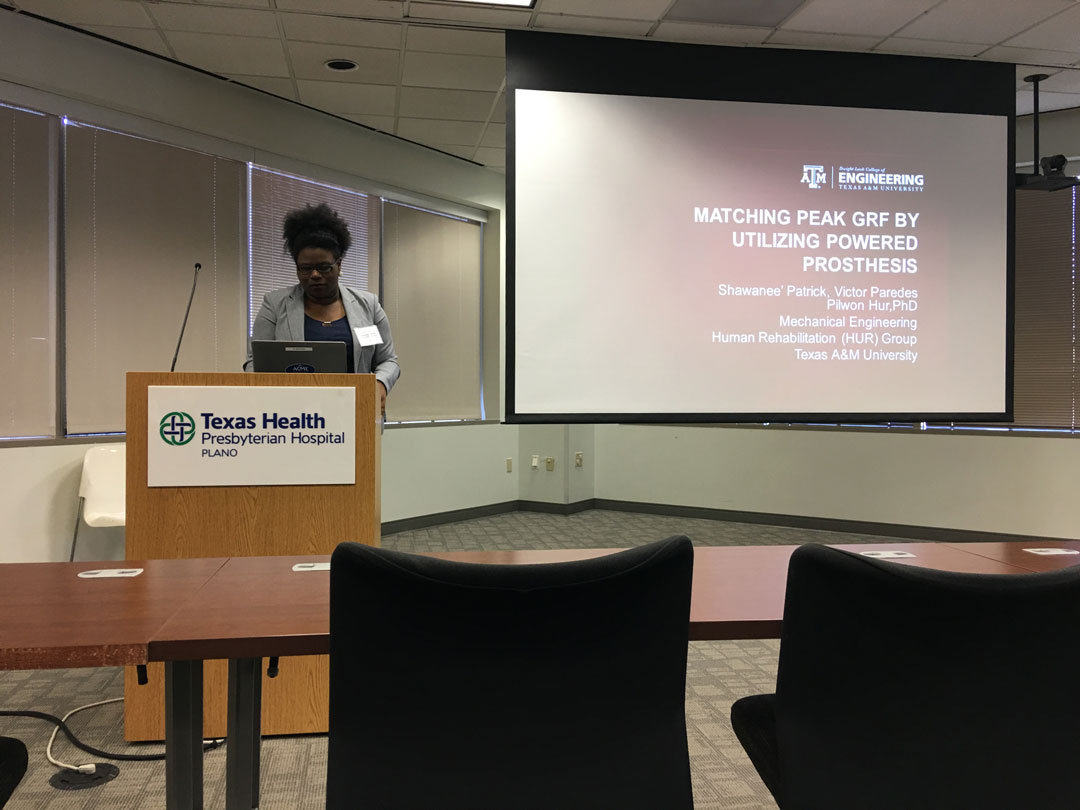 Dwight Look College of
ENGINEERING
TEXAS A&M UNIVERSITY
MATCHING PEAK GRF BY
UTILIZING POWERED
PROSTHESIS
Shawanee' Patrick, Victor Paredes
Pilwon Hur,PhD
Mechanical Engineering
Human Rehabilitation (HUR) Group
Texas A&M University
Texas Health
Presbyterian Hospital
PLANO